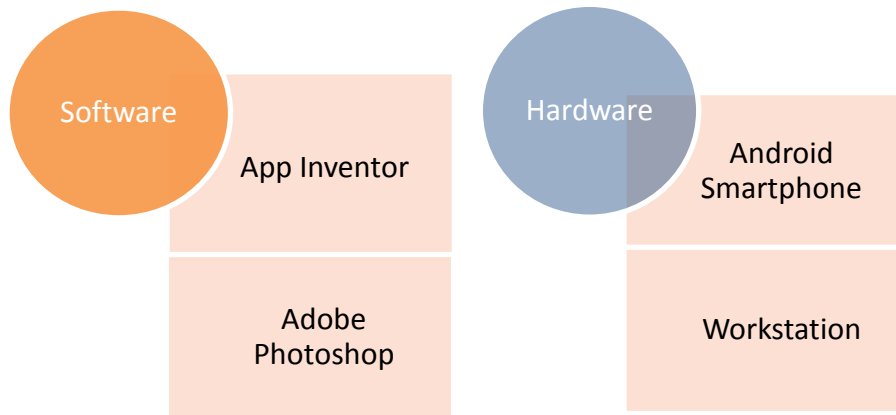 Software
App Inventor
Adobe
Photoshop
Hardware
Android
Smartphone
Workstation